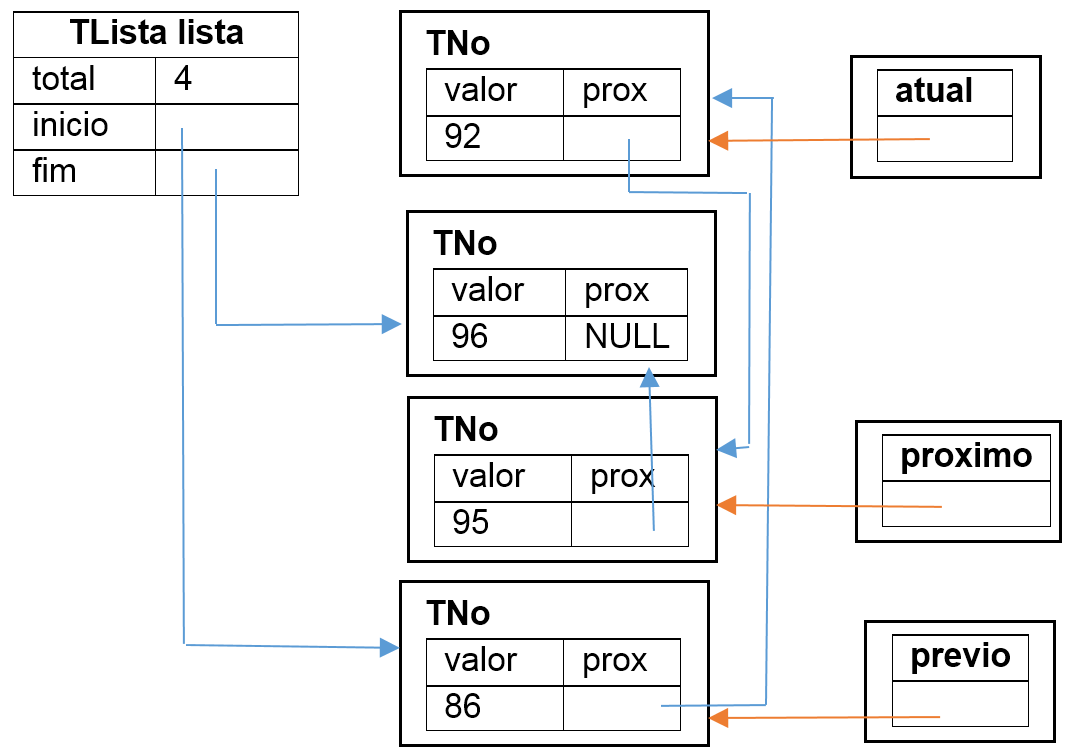 TLista lista
total 4
inicio
fim
TNo
valor prox
92
TNo
valor prox
96 NULL
TNo
valor prox
95
TNo
valor prox
86
atual
proximo
previo